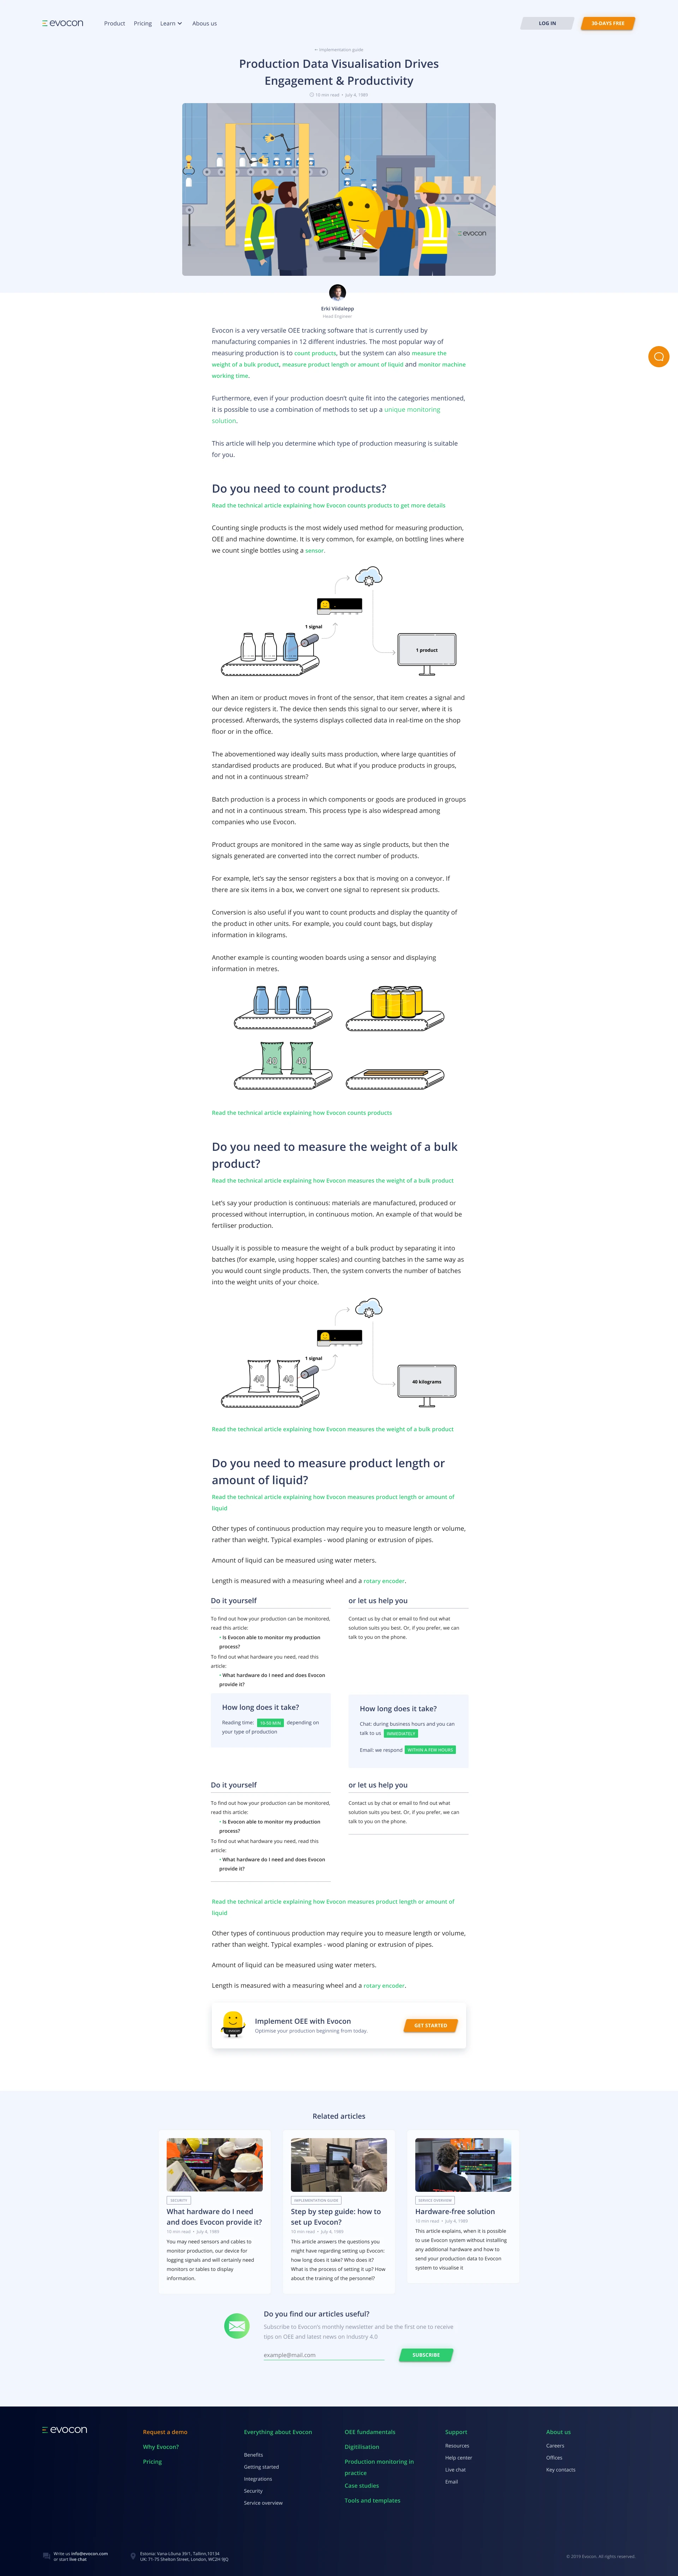 evocon
Product Pricing Learn Abous us
LOG IN
30-DAYS FREE
Implementation guide
Production Data Visualisation Drives
Engagement & Productivity
10 min read • July 4, 1989
evocon
Erki Viidalepp
Head Engineer
Evocon is a very versatile OEE tracking software that is currently used by
manufacturing companies in 12 different industries. The most popular way of
measuring production is to count products, but the system can also measure the
weight of a bulk product, measure product length or amount of liquid and monitor machine
working time.
Furthermore, even if your production doesn't quite fit into the categories mentioned,
it is possible to use a combination of methods to set up a unique monitoring
solution.
This article will help you determine which type of production measuring is suitable
for you.
Do you need to count products?
Read the technical article explaining how Evocon counts products to get more details
Counting single products is the most widely used method for measuring production,
OEE and machine downtime. It is very common, for example, on bottling lines where
we count single bottles using a sensor.
1 signal
1 product
When an item or product moves in front of the sensor, that item creates a signal and
our device registers it. The device then sends this signal to our server, where it is
processed. Afterwards, the systems displays collected data in real-time on the shop
floor or in the office.
The abovementioned way ideally suits mass production, where large quantities of
standardised products are produced. But what if you produce products in groups,
and not in a continuous stream?
Batch production is a process in which components or goods are produced in groups
and not in a continuous stream. This process type is also widespread among
companies who use Evocon.
Product groups are monitored in the same way as single products, but then the
signals generated are converted into the correct number of products.
For example, let's say the sensor registers a box that is moving on a conveyor. If
there are six items in a box, we convert one signal to represent six products.
Conversion is also useful if you want to count products and display the quantity of
the product in other units. For example, you could count bags, but display
information in kilograms.
Another example is counting wooden boards using a sensor and displaying
information in metres.
40 40
Read the technical article explaining how Evocon counts products
Do you need to measure the weight of a bulk
product?
Read the technical article explaining how Evocon measures the weight of a bulk product
Let's say your production is continuous: materials are manufactured, produced or
processed without interruption, in continuous motion. An example of that would be
fertiliser production.
Usually it is possible to measure the weight of a bulk product by separating it into
batches (for example, using hopper scales) and counting batches in the same way as
you would count single products. Then, the system converts the number of batches
into the weight units of your choice.
1 signal
40 40
40 kilograms
Read the technical article explaining how Evocon measures the weight of a bulk product
Do you need to measure product length or
amount of liquid?
Read the technical article explaining how Evocon measures product length or amount of
liquid
Other types of continuous production may require you to measure length or volume,
rather than weight. Typical examples - wood planing or extrusion of pipes.
Amount of liquid can be measured using water meters.
Length is measured with a measuring wheel and a rotary encoder.
Do it yourself
To find out how your production can be monitored,
read this article:
• Is Evocon able to monitor my production
process?
To find out what hardware you need, read this
article:
• What hardware do I need and does Evocon
provide it?
How long does it take?
Reading time: 10-50 MIN depending on
your type of production
or let us help you
Contact us by chat or email to find out what
solution suits you best. Or, if you prefer, we can
talk to you on the phone.
How long does it take?
Chat: during business hours and you can
talk to us IMMEDIATELY
Email: we respond WITHIN A FEW HOURS
Do it yourself
To find out how your production can be monitored,
read this article:
• Is Evocon able to monitor my production
process?
To find out what hardware you need, read this
article:
• What hardware do I need and does Evocon
provide it?
or let us help you
Contact us by chat or email to find out what
solution suits you best. Or, if you prefer, we can
talk to you on the phone.
Read the technical article explaining how Evocon measures product length or amount of
liquid
Other types of continuous production may require you to measure length or volume,
rather than weight. Typical examples - wood planing or extrusion of pipes.
Amount of liquid can be measured using water meters.
Length is measured with a measuring wheel and a rotary encoder.
Implement OEE with Evocon
Optimise your production beginning from today.
GET STARTED
Related articles
SECURITY
What hardware do I need
and does Evocon provide it?
10 min read • July 4, 1989
You may need sensors and cables to
monitor production, our device for
logging signals and will certainly need
monitors or tables to display
information.
IMPLEMENTATION GUIDE
Step by step guide: how to
set up Evocon?
10 min read • July 4, 1989
This article answers the questions you
might have regarding setting up Evocon:
how long does it take? Who does it?
What is the process of setting it up? How
about the training of the personnel?
SERVICE OVERVIEW
Hardware-free solution
10 min read • July 4, 1989
This article explains, when it is possible
to use Evocon system without installing
any additional hardware and how to
send your production data to Evocon
system to visualise it
Do you find our articles useful?
Subscribe to Evocon's monthly newsletter and be the first one to receive
tips on OEE and latest news on Industry 4.0
example@mail.com
SUBSCRIBE
evocon
Request a demo
Why Evocon?
Pricing
Everything about Evocon
Benefits
Getting started
Integrations
Security
Service overview
OEE fundamentals
Digitilisation
Production monitoring in
practice
Case studies
Tools and templates
Support
Resources
Help center
Live chat
Email
About us
Careers
Offices
Key contacts
Write us info@evocon.com
or start live chat
Estonia: Vana-Lõuna 39/1, Tallinn,10134
UK: 71-75 Shelton Street, London, WC2H 9JQ
© 2019 Evocon. All rights reserved.